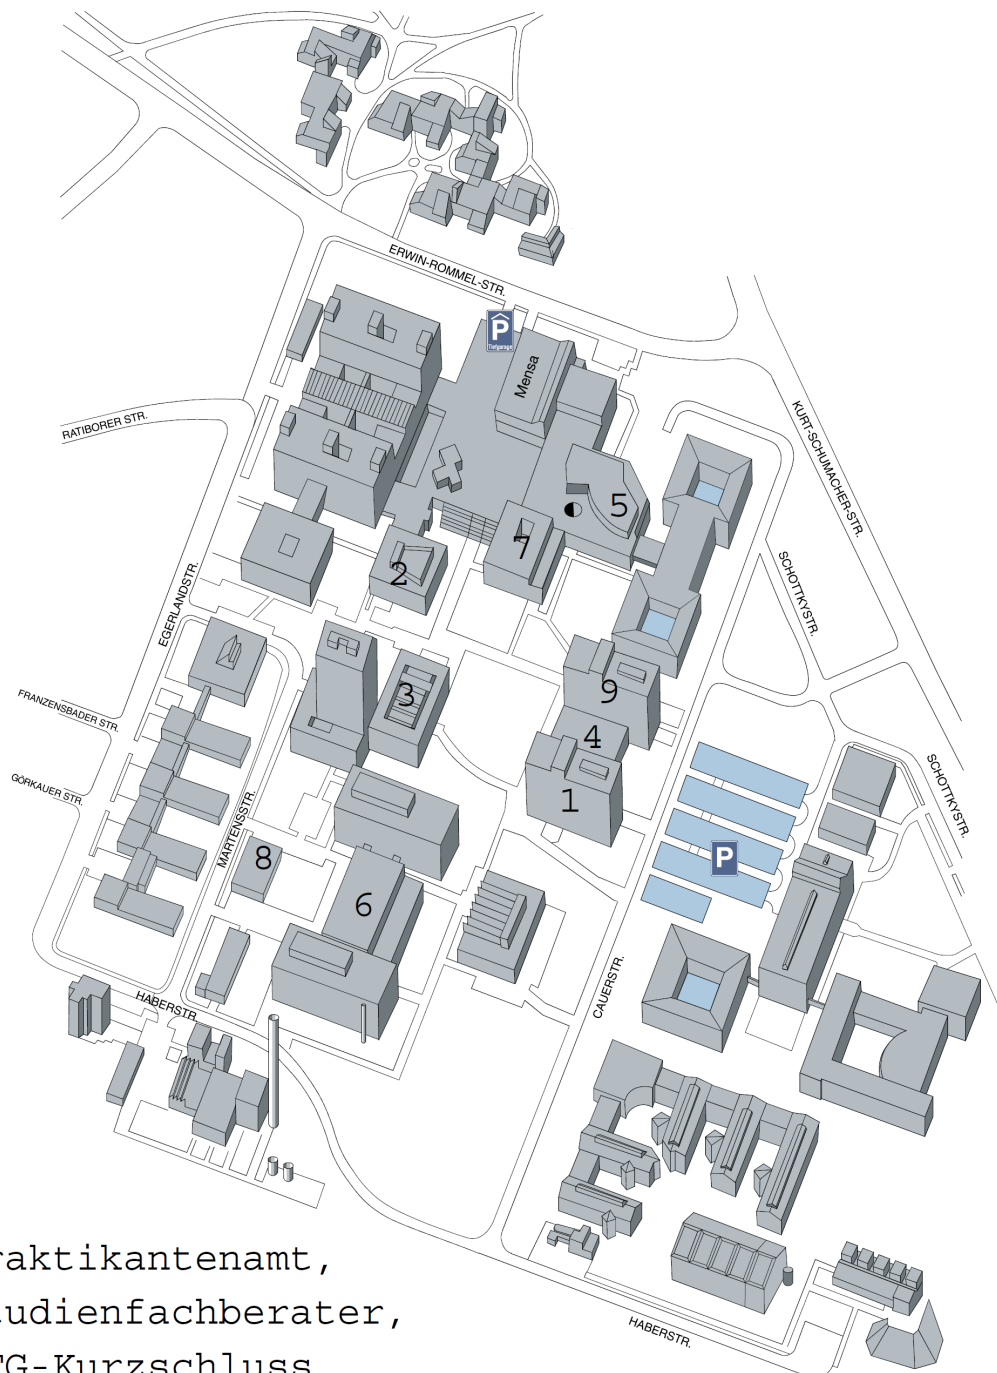 ERWIN-ROMMEL-STR.
P
Tiefgarage
Mensa
RATIBORER STR.
KURT-SCHUMACHER-STR.
5
7
2
SCHOTTKYSTR.
EGERLANDSTR.
3
9
FRANZENSBADER STR.
4
SCHOTTKYSTR.
GÖRKAUER STR.
1
MARTENSSTR.
8
P
6
CAUERSTR.
HABERSTR.
raktikantenamt,
udienfachberater,
G-Kurzschluss
HABERSTR.